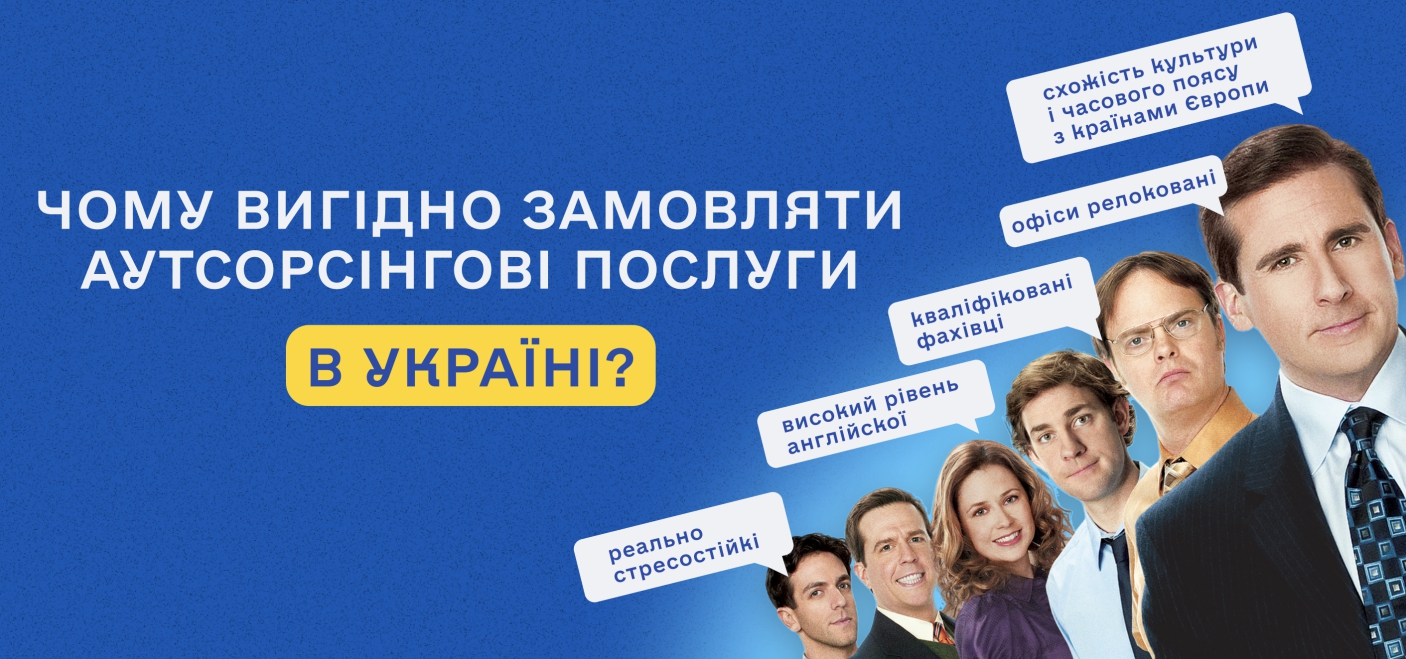 ЧОМУ ВИГІДНО ЗАМОВЛЯТИ
АУТСОРСІНГОВІ ПОСЛУГИ
В УКРАЇНІ?
схожість культури
і часового поясу
з країнами Європи
офіси релоковані
кваліфіковані
фахівці
високий рівень
англійскої
реально
стресостійкі